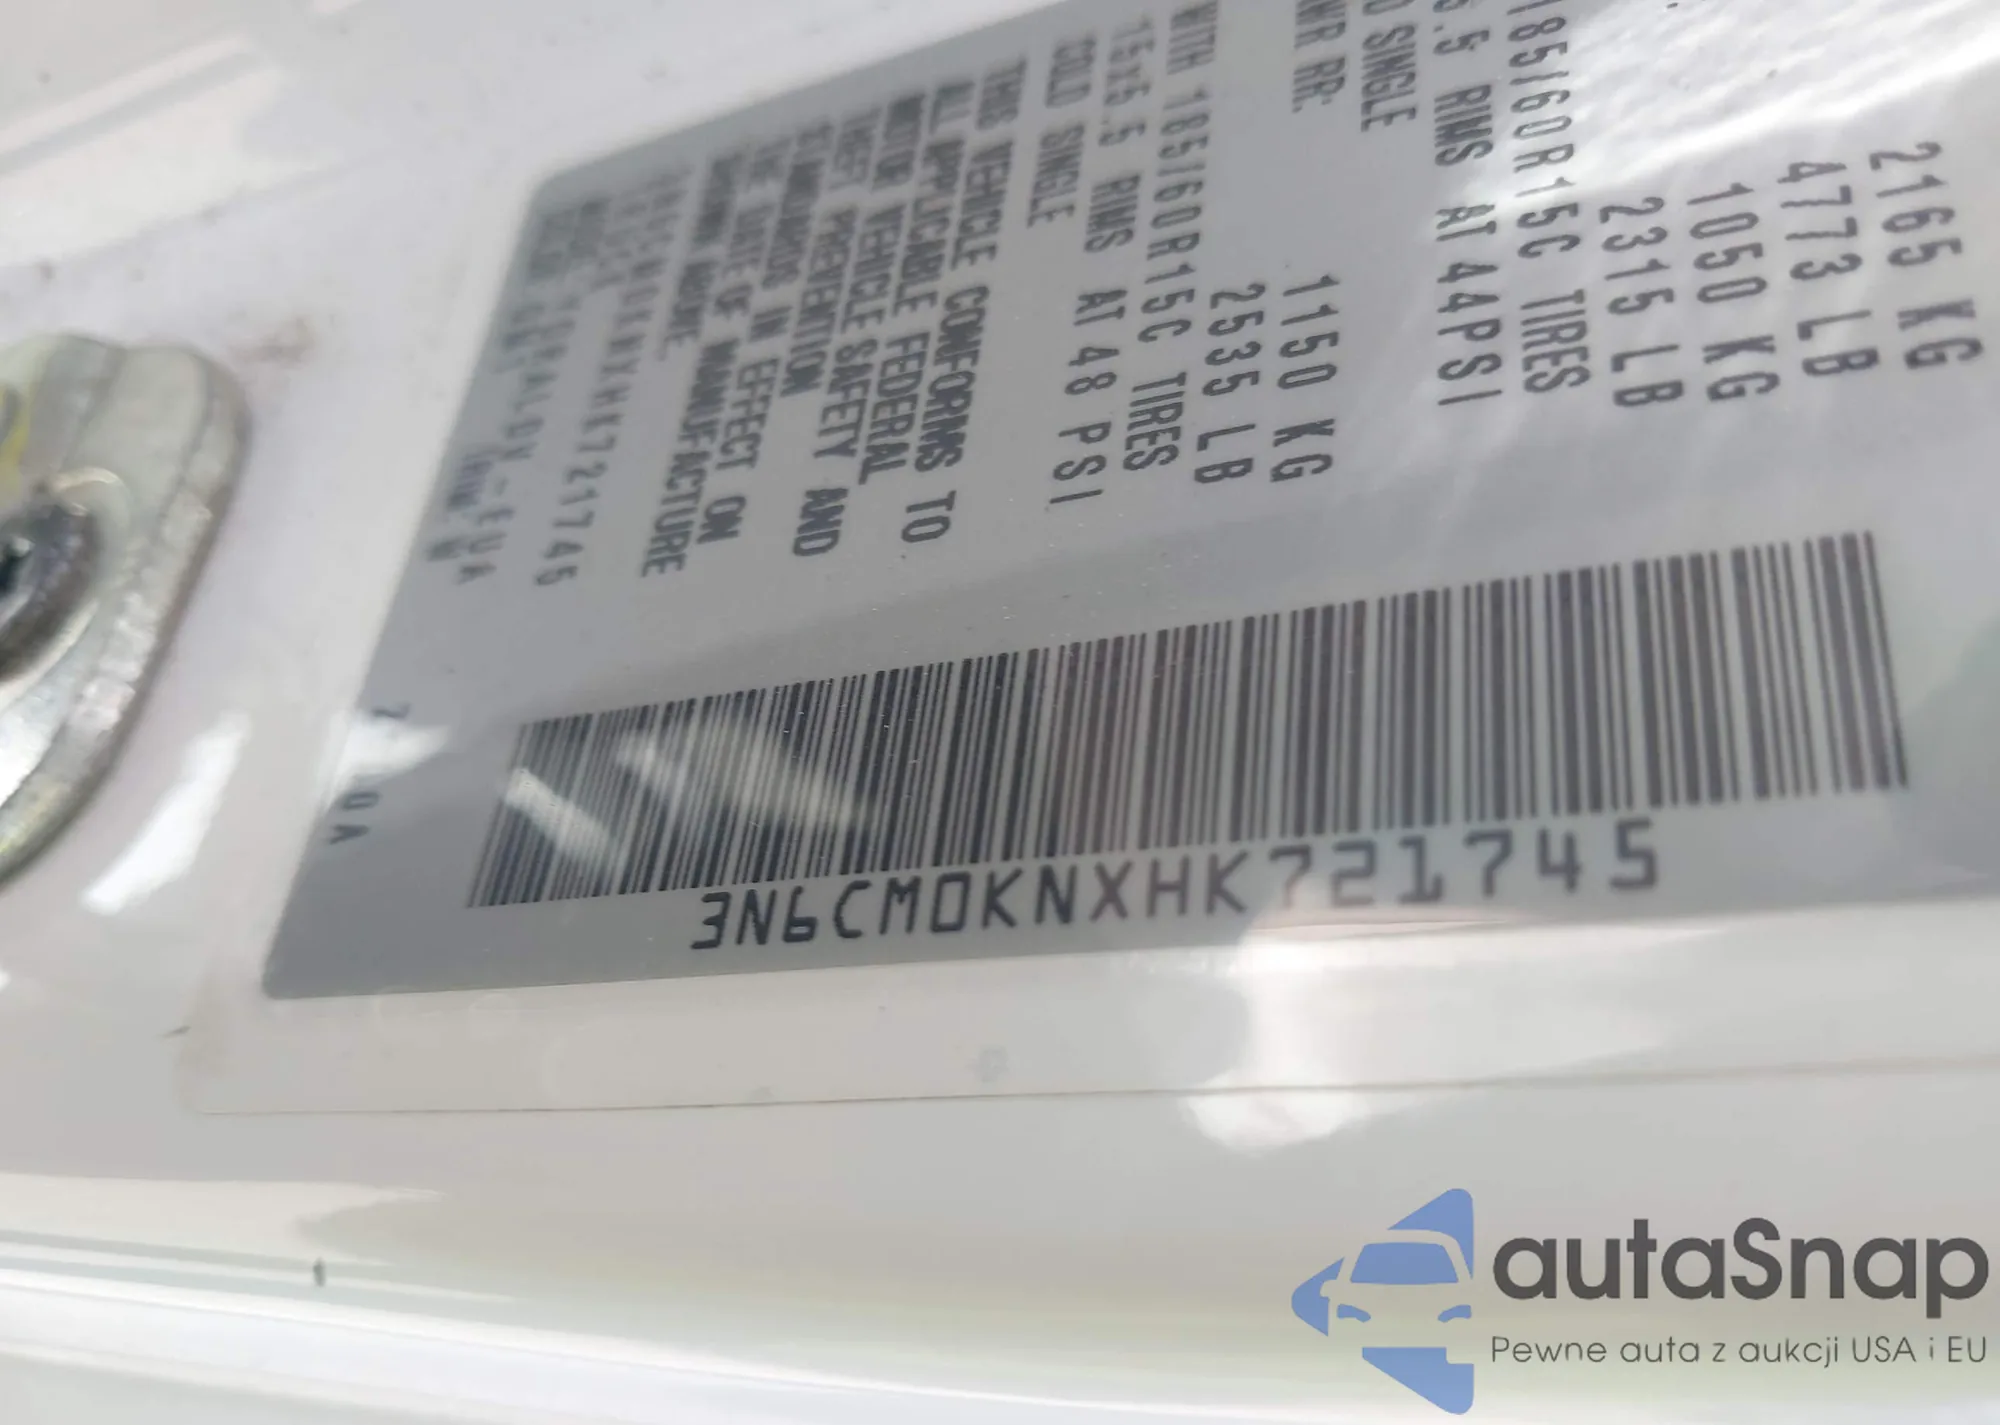 2165 KG
4773 LB
1050 KG
2315 LB
185/60R15C TIRES
5.5 RIMS AT 44PSI
SINGLE
RR:
1150 KG
2535 LB
WITH 185/60R15C TIRES
15x5.5 RIMS AT 48 PSI
COLD SINGLE
THIS VEHICLE CONFORMS TO
ALL APPLICABLE FEDERAL
MOTOR VEHICLE SAFETY AND
THEFT PREVENTION
STANDARDS IN EFFECT ON
THE DATE OF MANUFACTURE
SHOWN ABOVE.
3N6CM0KNXHK721745
3N6CM0KNXHK721745
autaSnap
Pewne auta z aukcji USA i EU